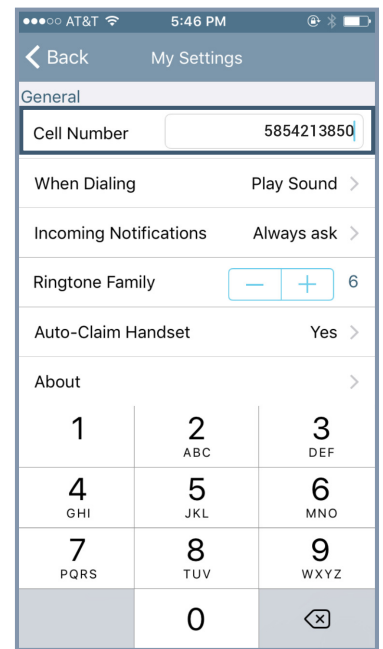 AT&T 5:46 PM
Back My Settings
General
Cell Number 5854213850
When Dialing Play Sound
Incoming Notifications Always ask
Ringtone Family − + 6
Auto-Claim Handset Yes
About
1 2 3
ABC DEF
4 5 6
GHI JKL MNO
7 8 9
PQRS TUV WXYZ
0